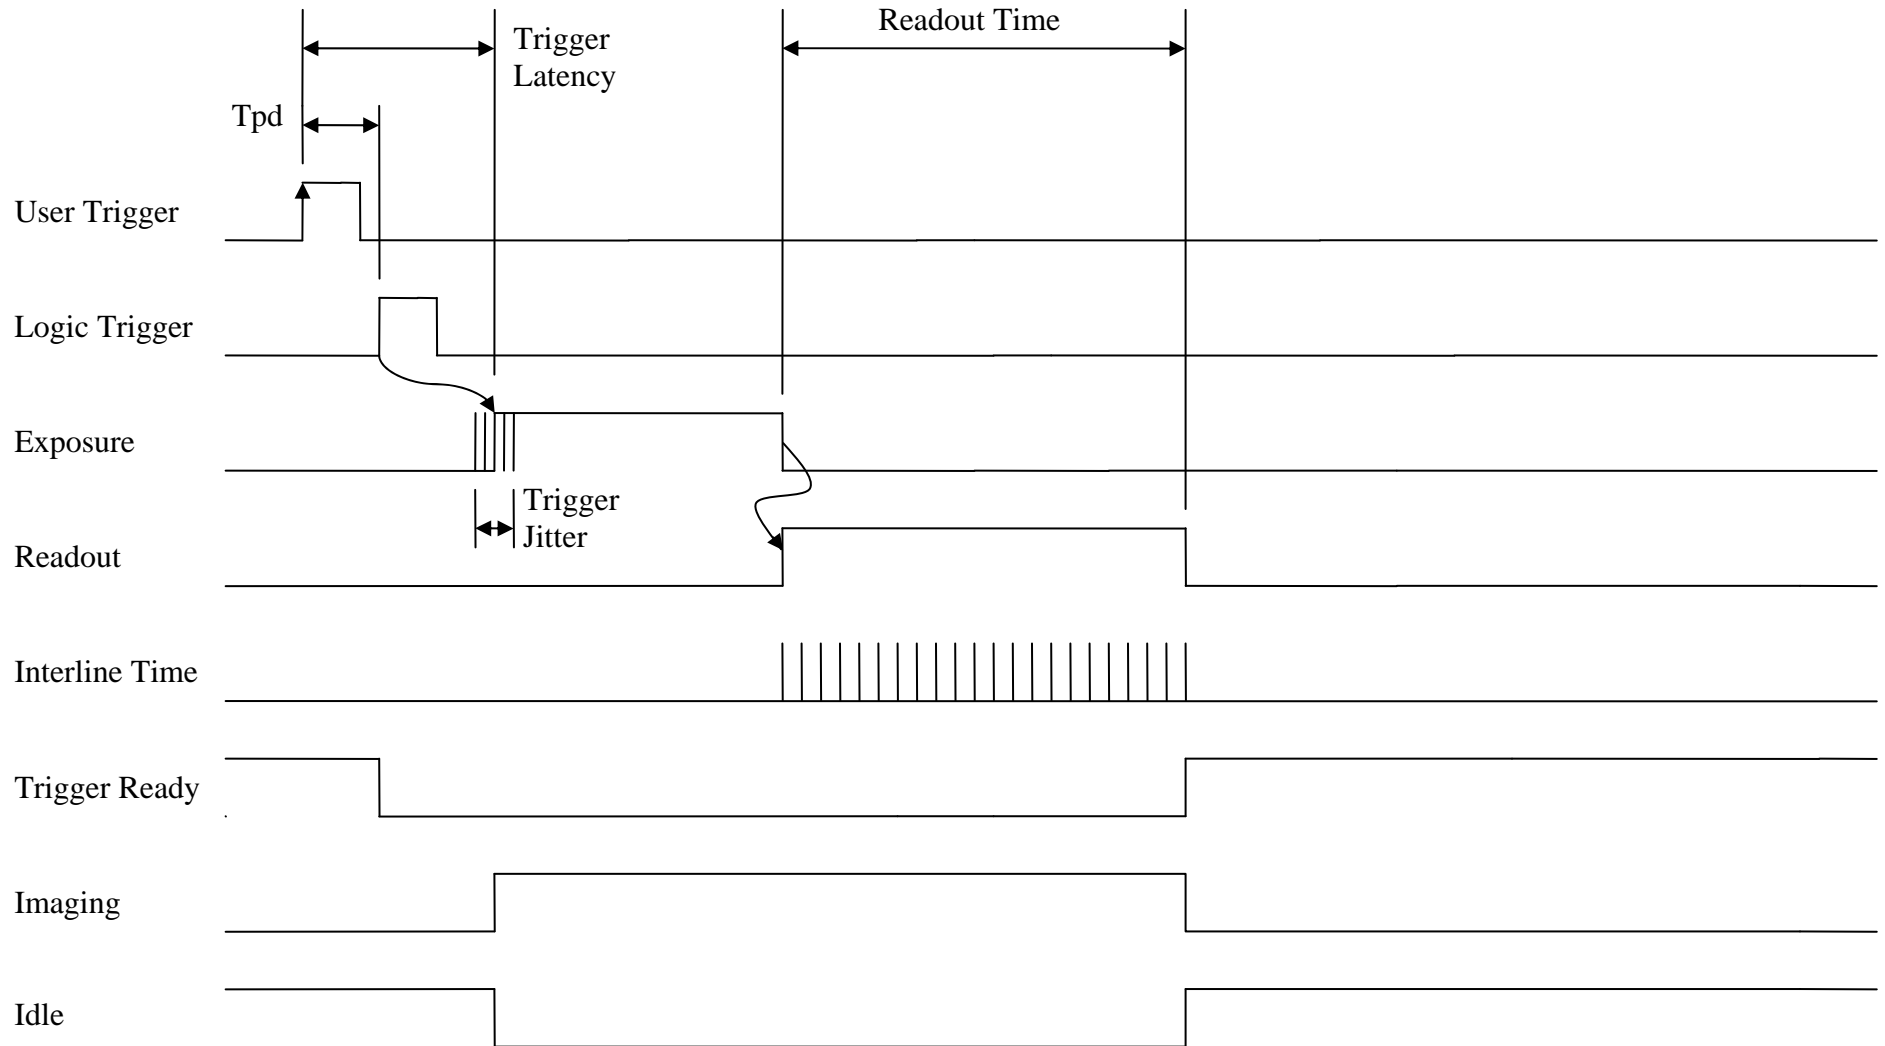 Readout Time
Trigger
Latency
Tpd
User Trigger
Logic Trigger
Exposure
Trigger
Jitter
Readout
Interline Time
Trigger Ready
Imaging
Idle